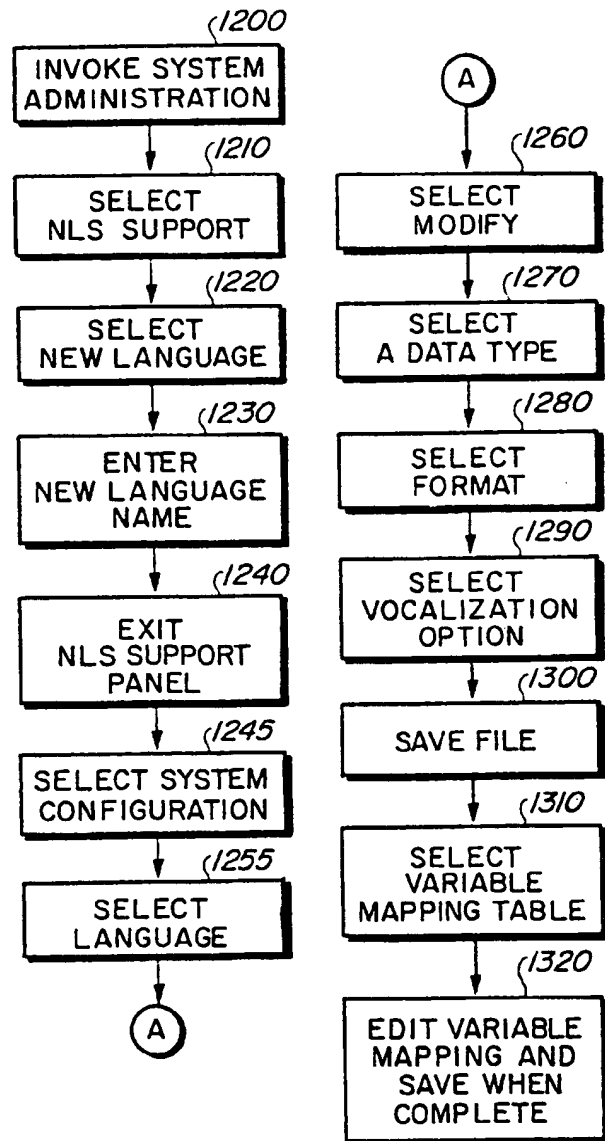 1200
INVOKE SYSTEM
ADMINISTRATION
1210
SELECT
NLS SUPPORT
1220
SELECT
NEW LANGUAGE
1230
ENTER
NEW LANGUAGE
NAME
1240
EXIT
NLS SUPPORT
PANEL
1245
SELECT SYSTEM
CONFIGURATION
1255
SELECT
LANGUAGE
A
A
1260
SELECT
MODIFY
1270
SELECT
A DATA TYPE
1280
SELECT
FORMAT
1290
SELECT
VOCALIZATION
OPTION
1300
SAVE FILE
1310
SELECT
VARIABLE
MAPPING TABLE
1320
EDIT VARIABLE
MAPPING AND
SAVE WHEN
COMPLETE